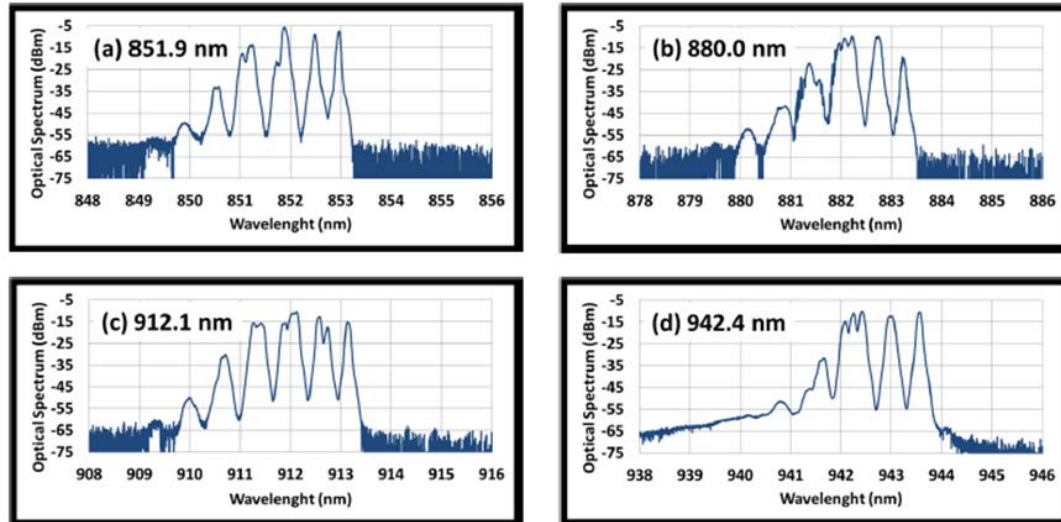 (a) 851.9 nm
Optical Spectrum (dBm)
-5
-15
-25
-35
-45
-55
-65
-75
848 849 850 851 852 853 854 855 856
Wavelenght (nm)
(b) 880.0 nm
Optical Spectrum (dBm)
-5
-15
-25
-35
-45
-55
-65
-75
878 879 880 881 882 883 884 885 886
Wavelenght (nm)
(c) 912.1 nm
Optical Spectrum (dBm)
-5
-15
-25
-35
-45
-55
-65
-75
908 909 910 911 912 913 914 915 916
Wavelenght (nm)
(d) 942.4 nm
Optical Spectrum (dBm)
-5
-15
-25
-35
-45
-55
-65
-75
938 939 940 941 942 943 944 945 946
Wavelenght (nm)